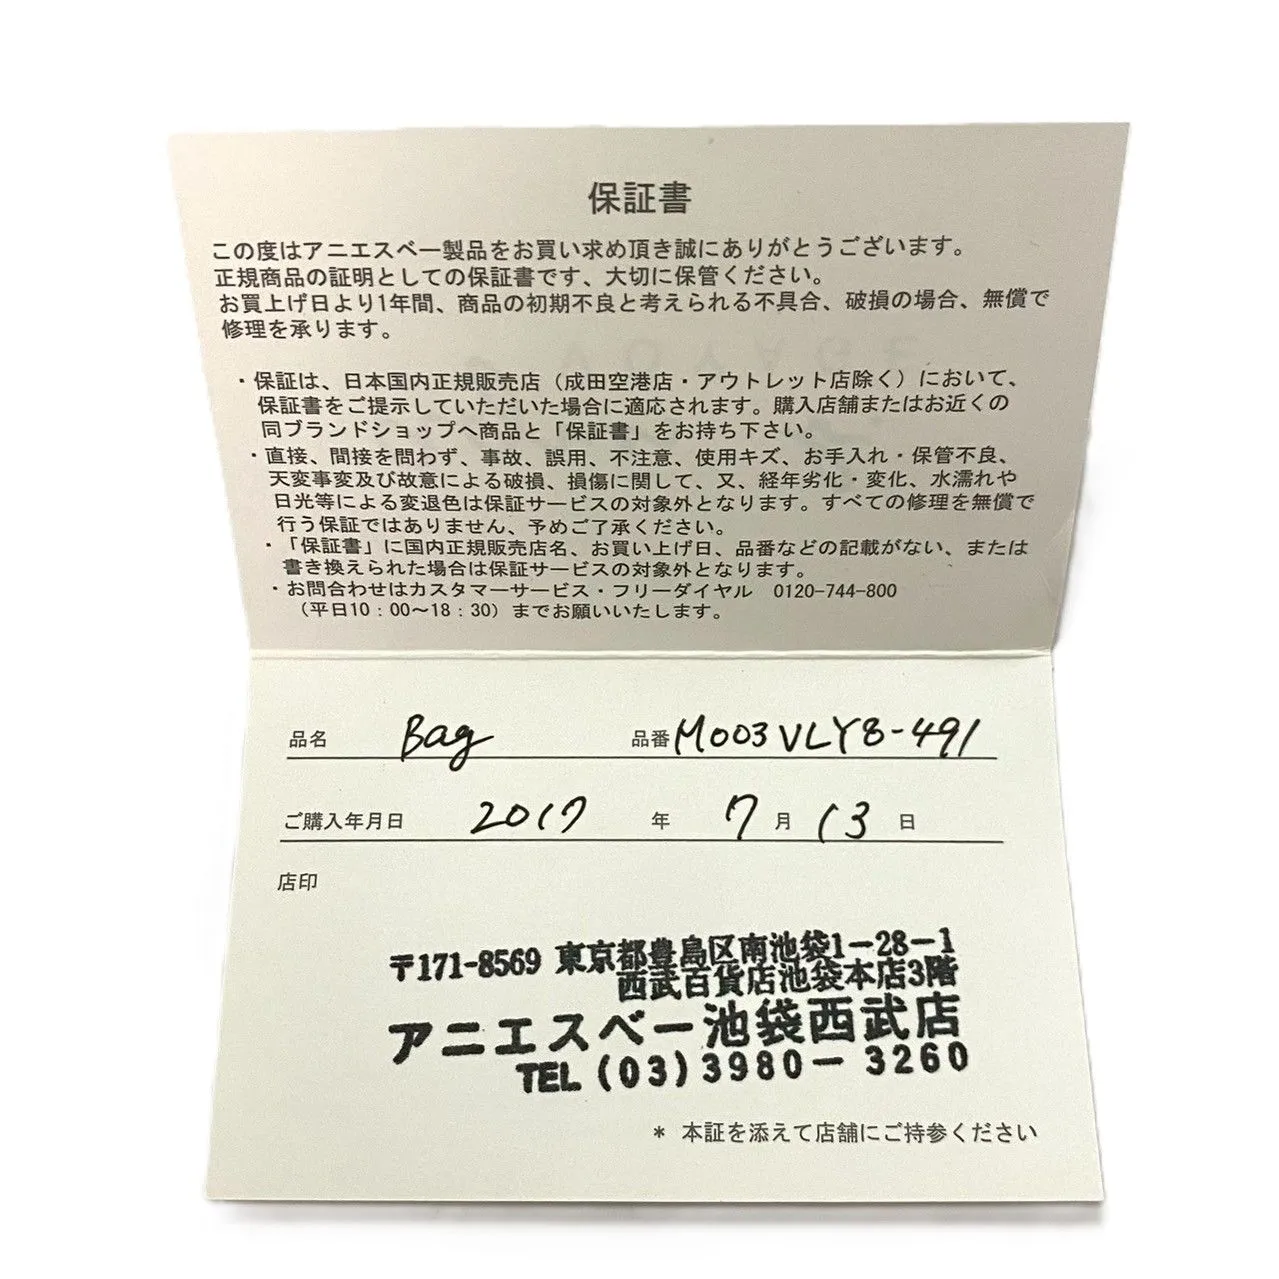 保証書
この度はアニエスベー製品をお買い求め頂き誠にありがとうございます。
正規商品の証明としての保証書です、大切に保管ください。
お買上げ日より1年間、商品の初期不良と考えられる不具合、破損の場合、無償で
修理を承ります。
・保証は、日本国内正規販売店（成田空港店・アウトレット店除く）において、
保証書をご提示していただいた場合に適応されます。購入店舗またはお近くの
同ブランドショップへ商品と「保証書」をお持ち下さい。
・直接、間接を問わず、事故、誤用、不注意、使用キズ、お手入れ・保管不良、
天変事変及び故意による破損、損傷に関して、又、経年劣化・変化、水濡れや
日光等による変退色は保証サービスの対象外となります。すべての修理を無償で
行う保証ではありません、予めご了承ください。
・「保証書」に国内正規販売店名、お買い上げ日、品番などの記載がない、または
書き換えられた場合は保証サービスの対象外となります。
・お問合わせはカスタマーサービス・フリーダイヤル 0120-744-800
（平日10：00～18：30）までお願いいたします。
品名 Bag 品番 M003VLY8-491
ご購入年月日 2017 年 7 月 13 日
店印
〒171-8569 東京都豊島区南池袋1-28-1
西武百貨店池袋本店3階
アニエスベー池袋西武店
TEL (03) 3980-3260
* 本証を添えて店舗にご持参ください